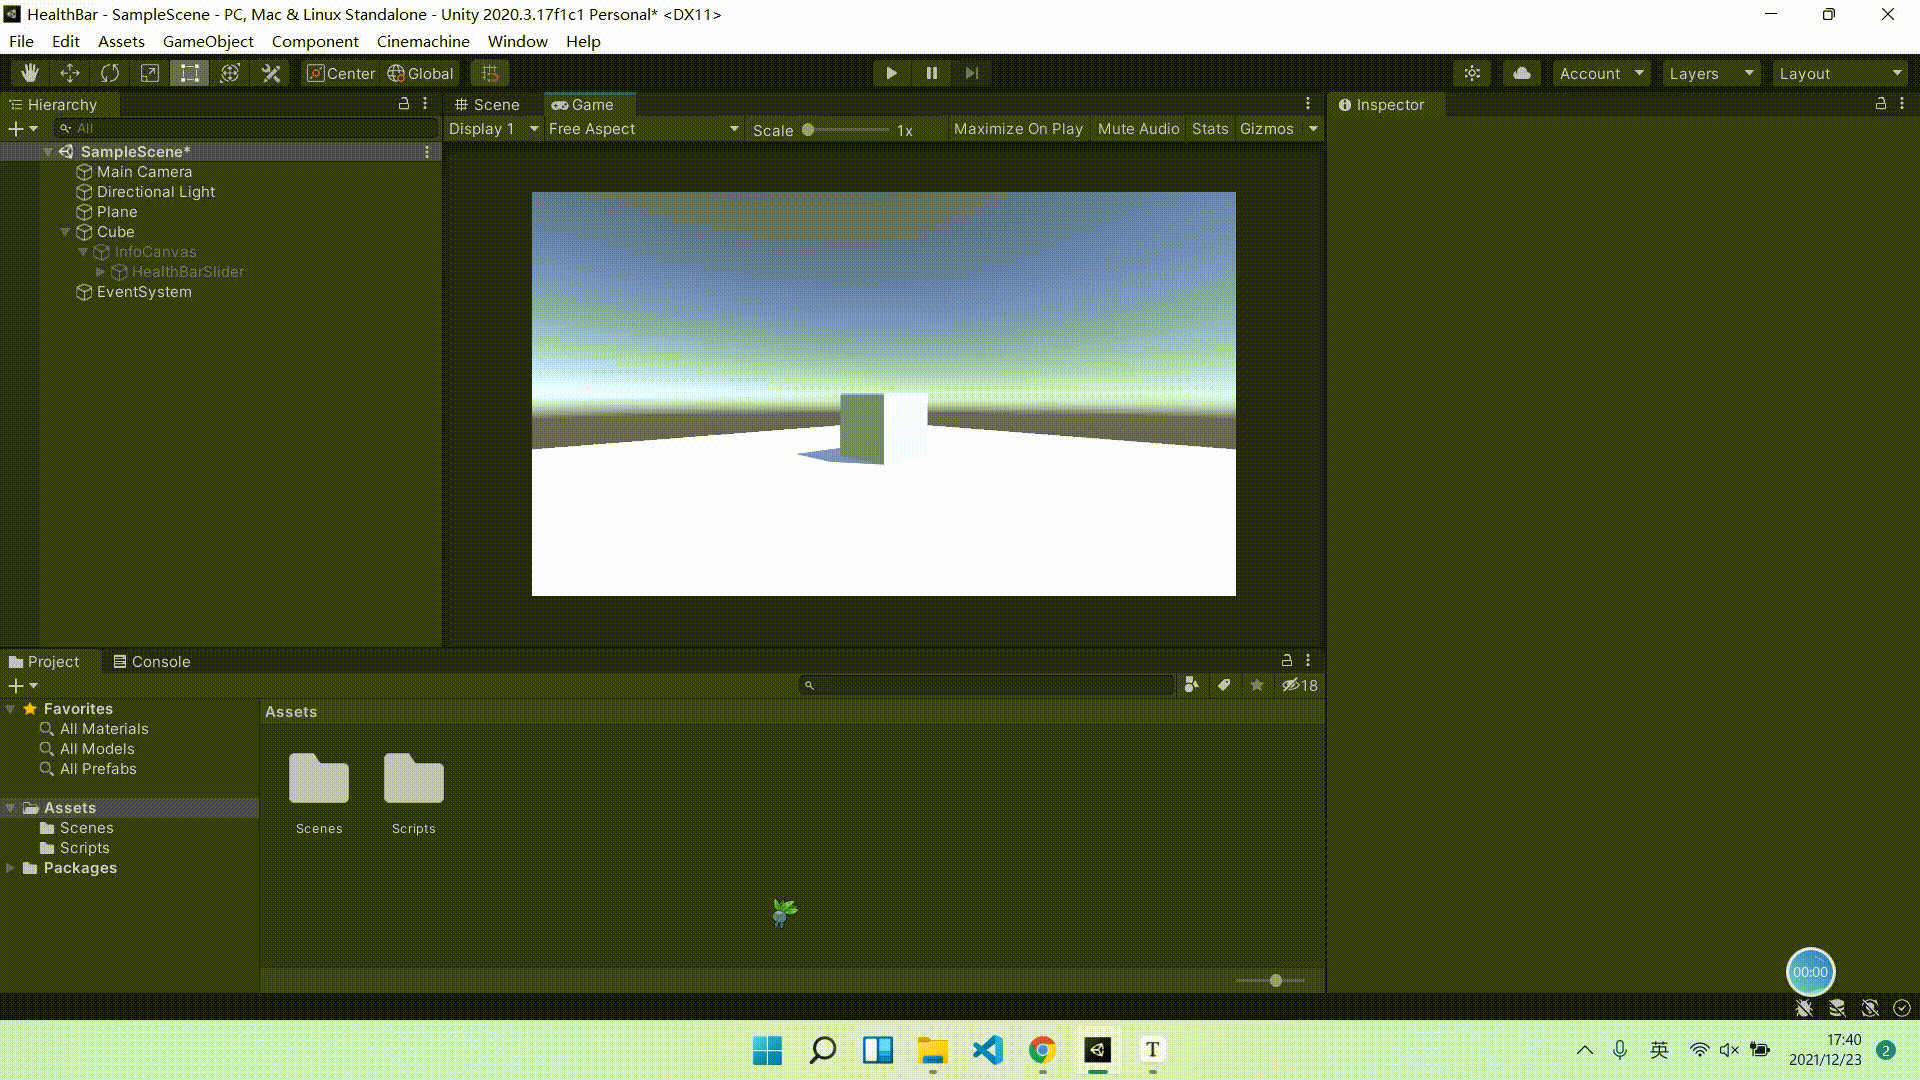 HealthBar - SampleScene - PC, Mac & Linux Standalone - Unity 2020.3.17f1c1 Personal* <DX11>
File Edit Assets GameObject Component Cinemachine Window Help
Center Global Account Layers Layout
Hierarchy
All
SampleScene*
Main Camera
Directional Light
Plane
Cube
InfoCanvas
HealthBarSlider
EventSystem
Scene Game
Display 1 Free Aspect Scale 1x Maximize On Play Mute Audio Stats Gizmos
Inspector
Project Console
18
Favorites
All Materials
All Models
All Prefabs
Assets
Scenes
Scripts
Packages
Assets
Scenes Scripts
00:00
T
英
17:40
2021/12/23
2